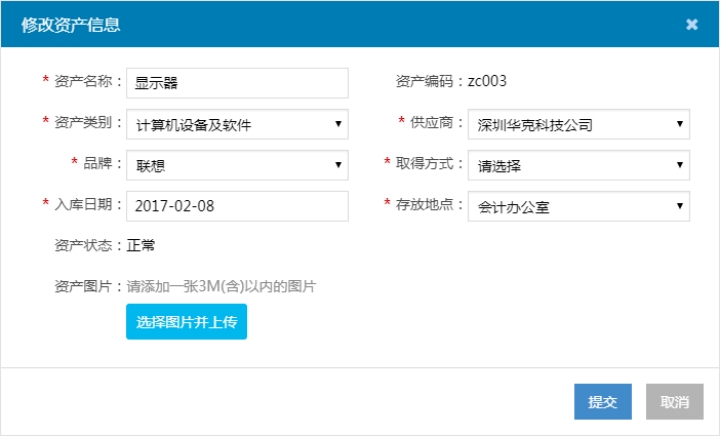 修改资产信息 ×
* 资产名称： 显示器 资产编码：zc003
* 资产类别： 计算机设备及软件 * 供应商： 深圳华克科技公司
* 品牌： 联想 * 取得方式： 请选择
* 入库日期： 2017-02-08 * 存放地点： 会计办公室
资产状态：正常
资产图片：请添加一张3M(含)以内的图片
选择图片并上传
提交 取消